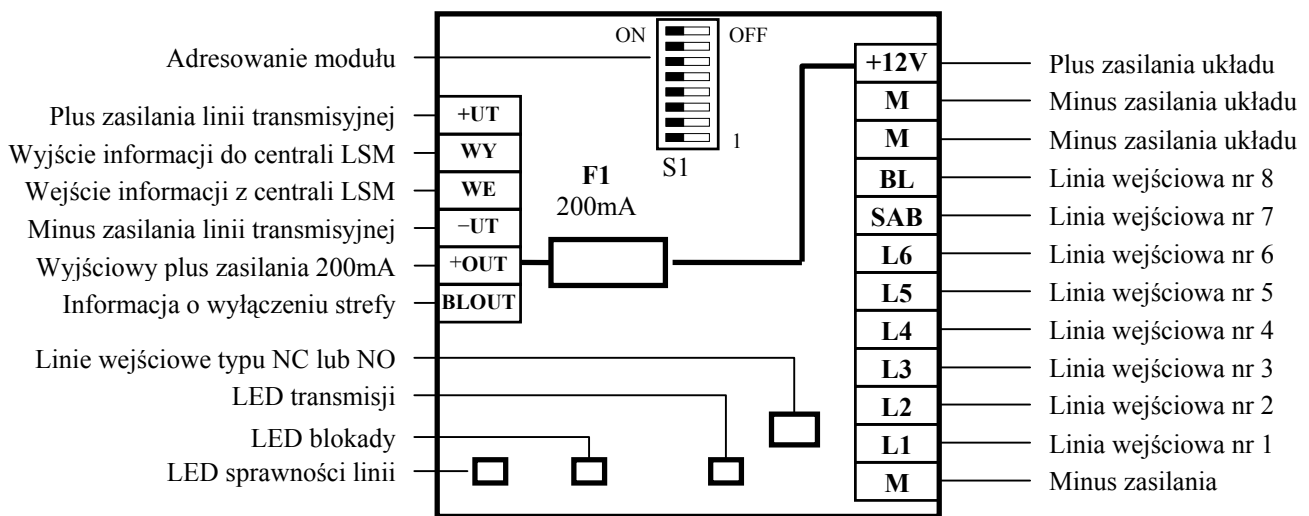 ON
OFF
1
S1
Adresowanie modułu
Plus zasilania linii transmisyjnej
Wyjście informacji do centrali LSM
Wejście informacji z centrali LSM
Minus zasilania linii transmisyjnej
Wyjściowy plus zasilania 200mA
Informacja o wyłączeniu strefy
Linie wejściowe typu NC lub NO
LED transmisji
LED blokady
LED sprawności linii
+UT
WY
WE
−UT
+OUT
BLOUT
F1
200mA
+12V
M
M
BL
SAB
L6
L5
L4
L3
L2
L1
M
Plus zasilania układu
Minus zasilania układu
Minus zasilania układu
Linia wejściowa nr 8
Linia wejściowa nr 7
Linia wejściowa nr 6
Linia wejściowa nr 5
Linia wejściowa nr 4
Linia wejściowa nr 3
Linia wejściowa nr 2
Linia wejściowa nr 1
Minus zasilania